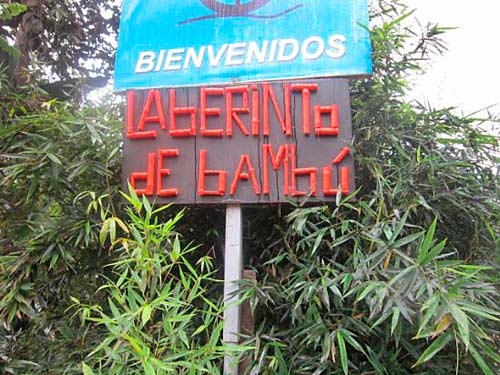 BIENVENIDOS
LAbERINTo
dE bAMbÚ